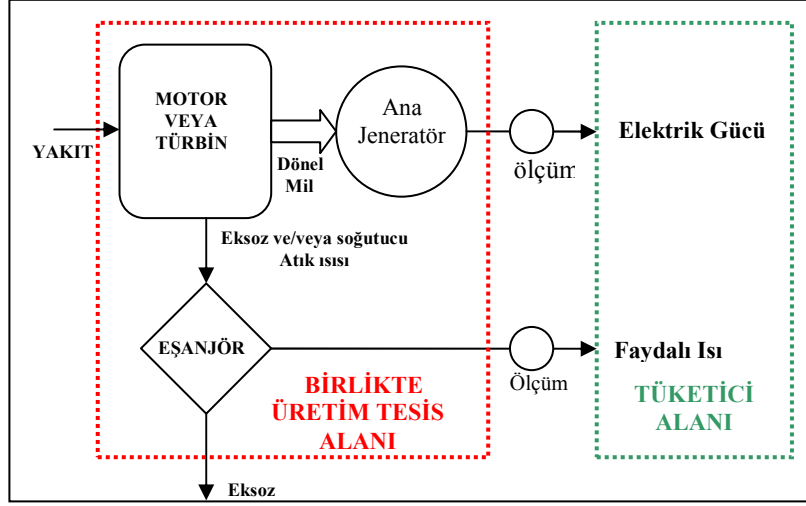 MOTOR
VEYA
TÜRBİN
Ana
Jeneratör
YAKIT
Dönel
Mil
ölçüm
Elektrik Gücü
Eksoz ve/veya soğutucu
Atık ısısı
EŞANJÖR
Ölçüm
Faydalı Isı
BİRLİKTE
ÜRETİM TESİS
ALANI
TÜKETİCİ
ALANI
Eksoz